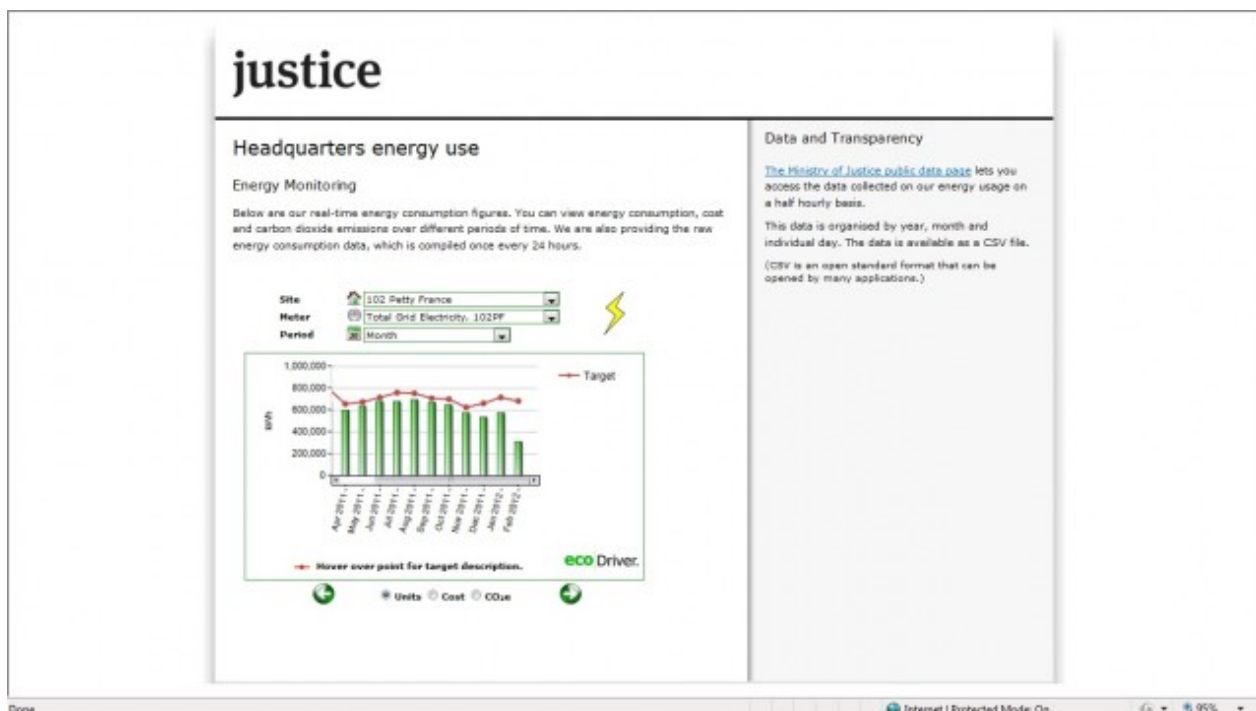 justice
Headquarters energy use
Energy Monitoring
Below are our real-time energy consumption figures. You can view energy consumption, cost
and carbon dioxide emissions over different periods of time. We are also providing the raw
energy consumption data, which is compiled once every 24 hours.
Site 102 Petty France
Meter Total Grid Electricity, 102PF
Period Month
1,000,000
800,000
600,000
400,000
200,000
0
kWh
Target
Apr 2011
May 2011
Jun 2011
Jul 2011
Aug 2011
Sep 2011
Oct 2011
Nov 2011
Dec 2011
Jan 2012
Feb 2012
Hover over point for target description.
eco Driver.
Units Cost CO₂e
Data and Transparency
The Ministry of Justice public data page lets you
access the data collected on our energy usage on
a half hourly basis.
This data is organised by year, month and
individual day. The data is available as a CSV file.
(CSV is an open standard format that can be
opened by many applications.)
Done
Internet | Protected Mode: On
95%